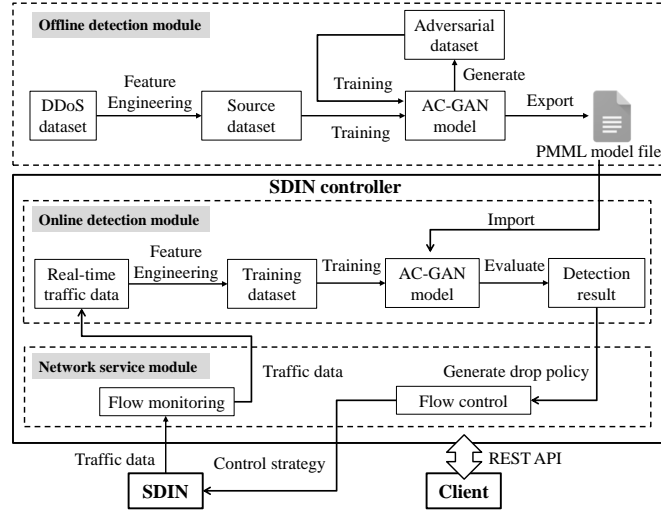 Offline detection module
Adversarial
dataset
Training
Generate
Feature
Engineering
DDoS
dataset
Source
dataset
Training
AC-GAN
model
Export
PMML model file
SDIN controller
Online detection module
Import
Real-time
traffic data
Feature
Engineering
Training
dataset
Training
AC-GAN
model
Evaluate
Detection
result
Network service module
Traffic data
Generate drop policy
Flow monitoring
Flow control
Traffic data
Control strategy
REST API
SDIN
Client